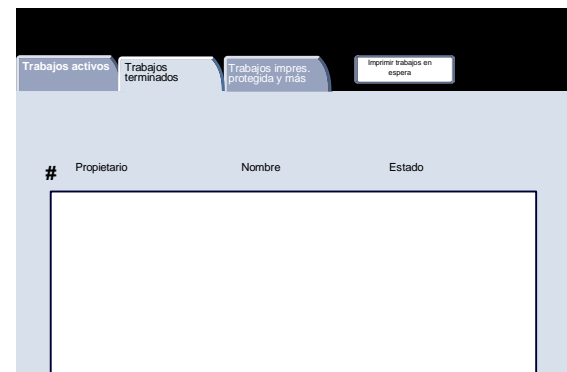 Trabajos activos
Trabajos
terminados
Trabajos impres.
protegida y más
Imprimir trabajos en
espera
# Propietario Nombre Estado